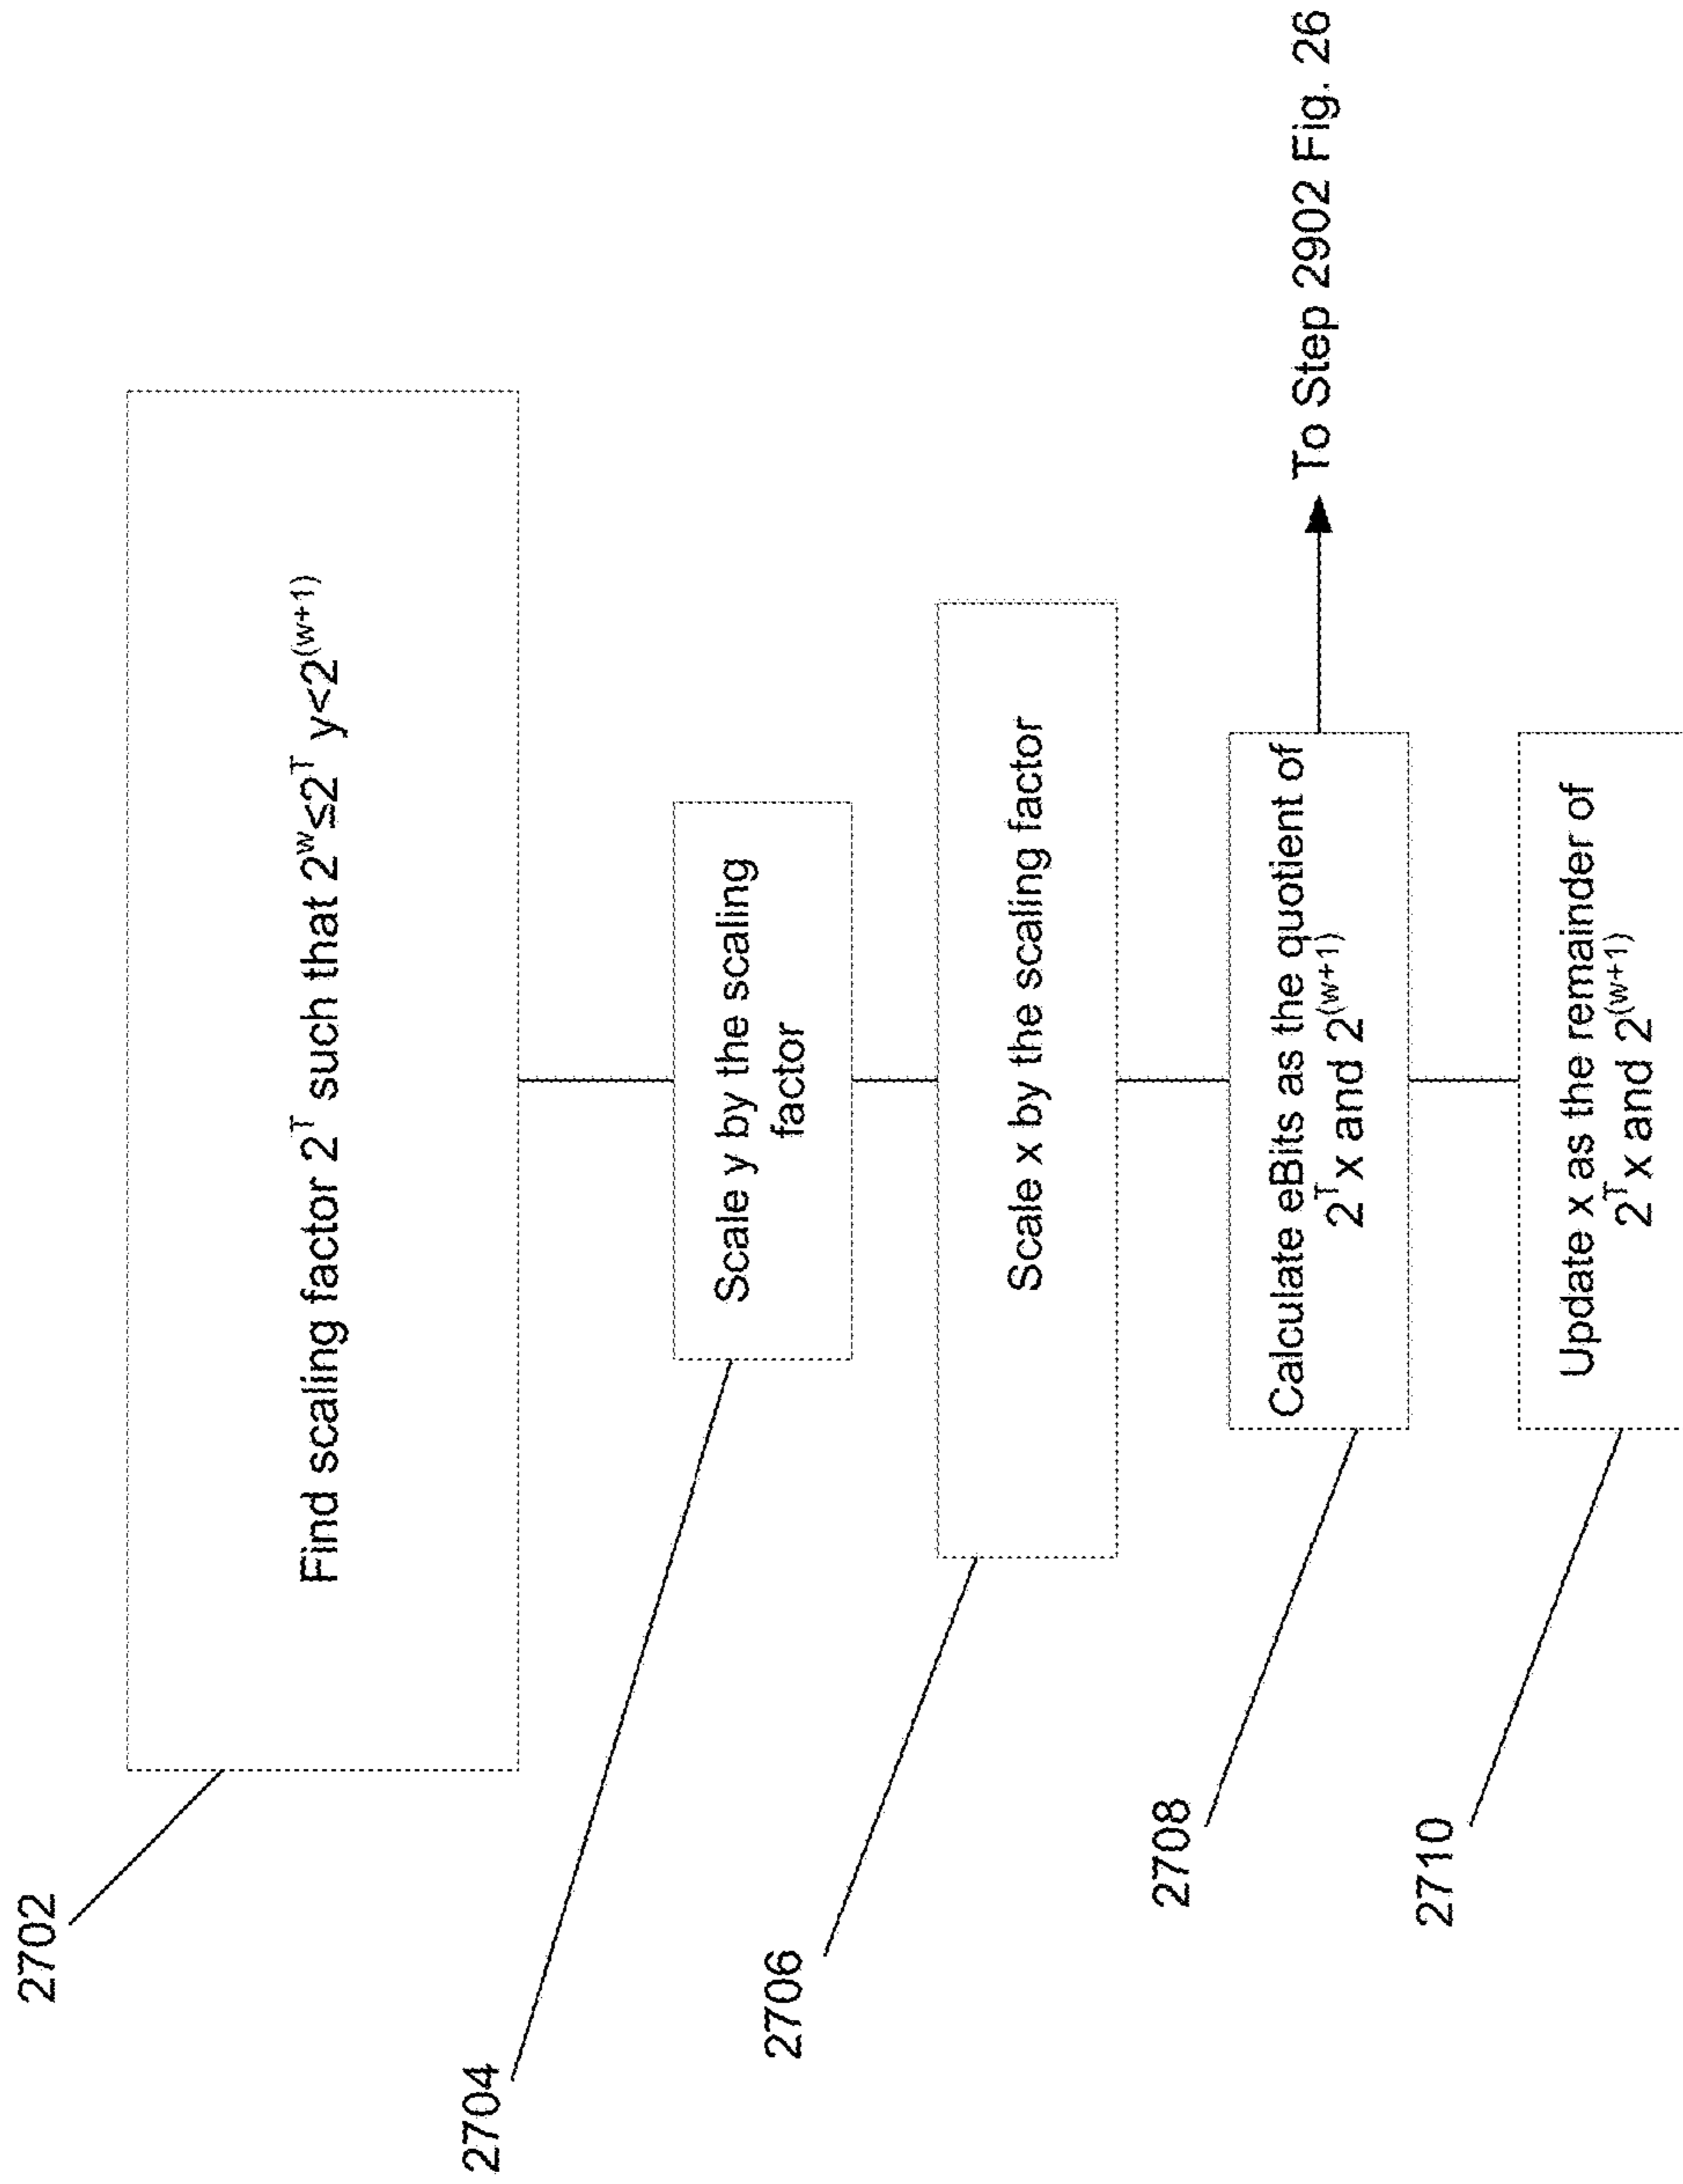 2702
Find scaling factor 2^T such that 2^w≤2^T y<2^(w+1)
2704
Scale y by the scaling
factor
2706
Scale x by the scaling factor
2708
Calculate eBits as the quotient of
2^T x and 2^(w+1)
To Step 2902 Fig. 26
2710
Update x as the remainder of
2^T x and 2^(w+1)